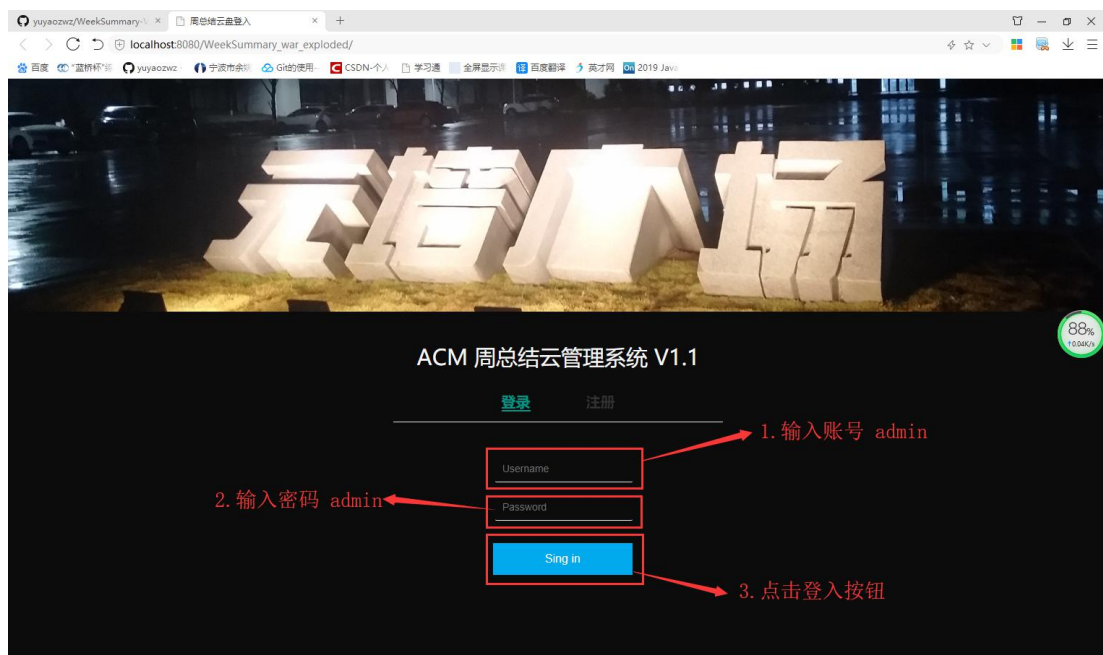 yuyaozwz/WeekSummary-
周总结云盘登入
localhost:8080/WeekSummary_war_exploded/
百度 "蓝桥杯" yuyaozwz 宁波市余 Git的使用- CSDN-个人 学习通 全屏显示 百度翻译 英才网 2019 Java
云猎广场
88%
↑0.04K/s
ACM 周总结云管理系统 V1.1
登录 注册
1.输入账号 admin
Username
2.输入密码 admin
Password
Sing in
3.点击登入按钮